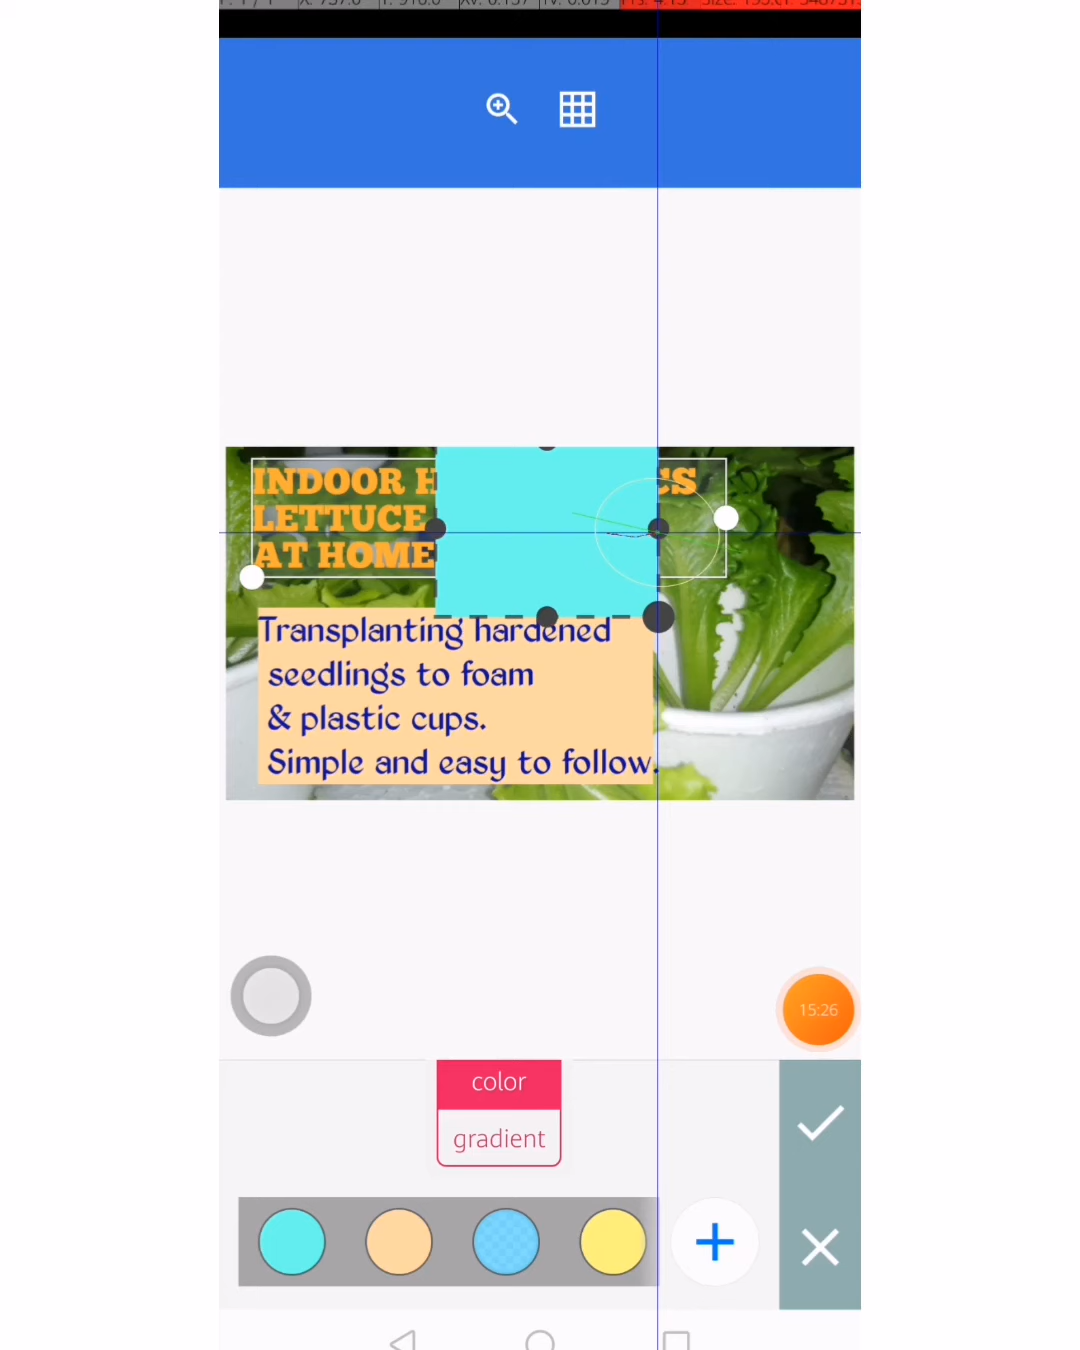 INDOOR H
CS
LETTUCE
AT HOME
Transplanting hardened
seedlings to foam
& plastic cups.
Simple and easy to follow.
15:26
color
gradient